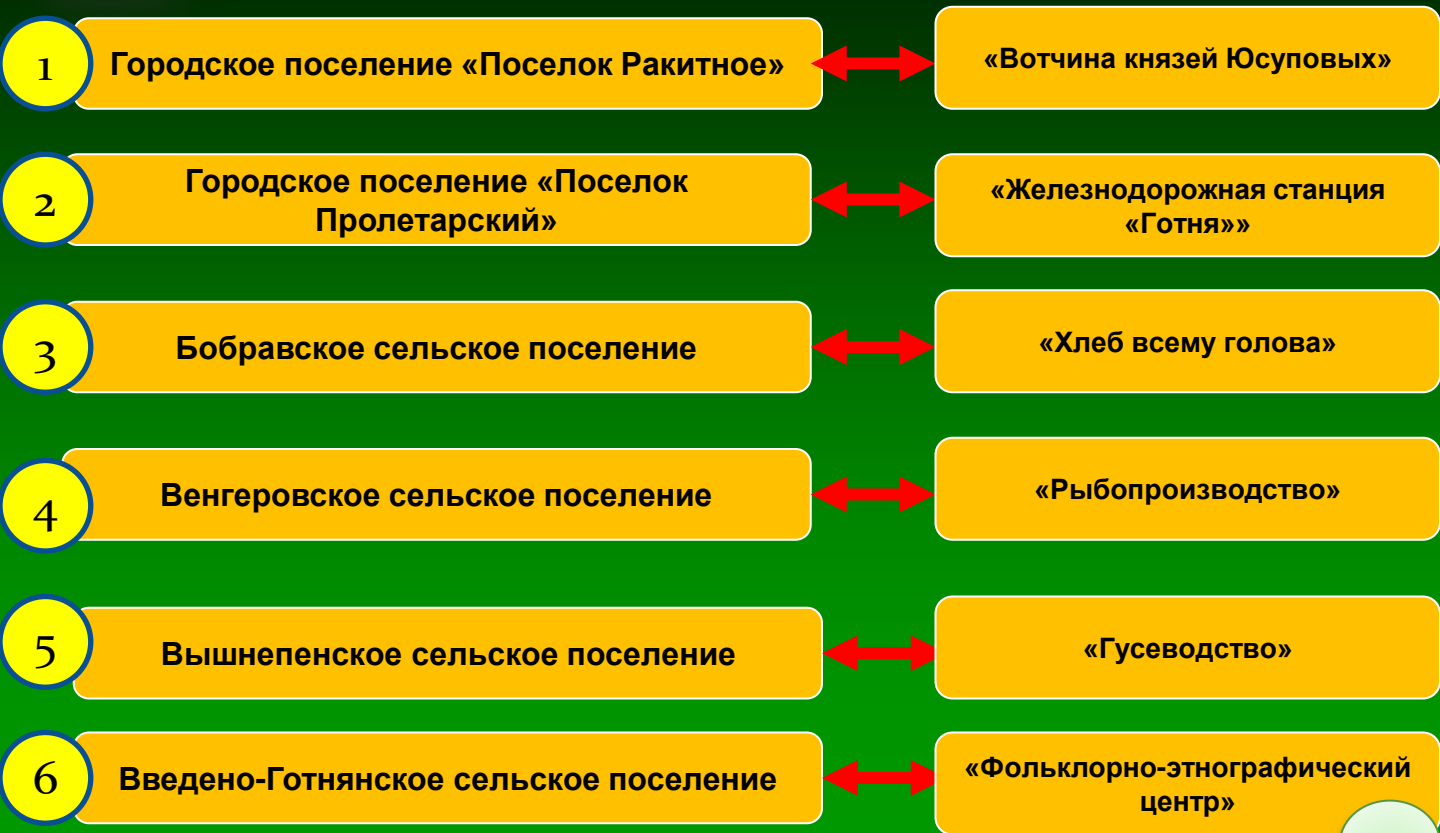 1
Городское поселение «Поселок Ракитное»
«Вотчина князей Юсуповых»
2
Городское поселение «Поселок
Пролетарский»
«Железнодорожная станция
«Готня»»
3
Бобравское сельское поселение
«Хлеб всему голова»
4
Венгеровское сельское поселение
«Рыбопроизводство»
5
Вышнепенское сельское поселение
«Гусеводство»
6
Введено-Готнянское сельское поселение
«Фольклорно-этнографический
центр»